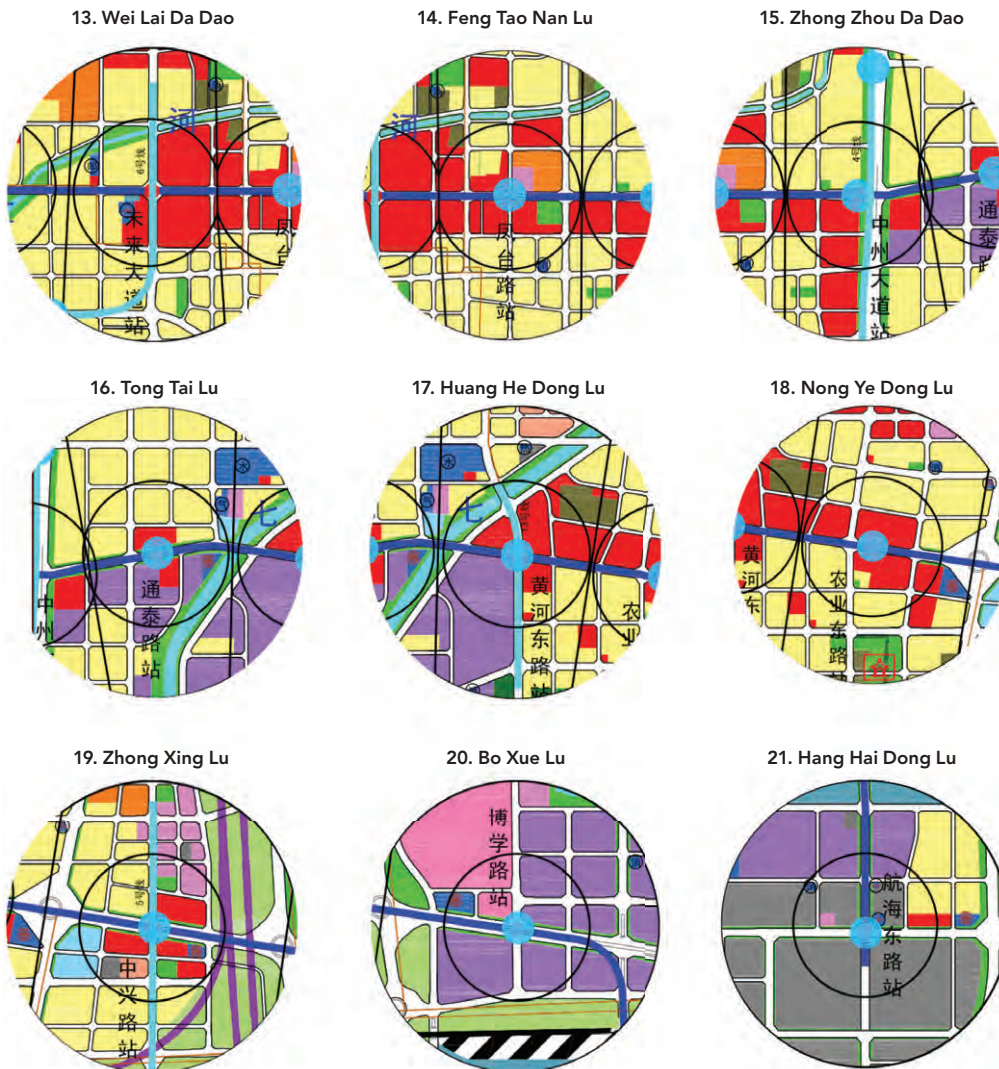 13. Wei Lai Da Dao
14. Feng Tao Nan Lu
15. Zhong Zhou Da Dao
河
6号线
未来大道站
凤台
河
凤台路站
4号线
中州大道站
通泰路
16. Tong Tai Lu
17. Huang He Dong Lu
18. Nong Ye Dong Lu
水
七
中州
通泰路站
水
七
黄河东路站
农业
黄河东
农业东路站
19. Zhong Xing Lu
20. Bo Xue Lu
21. Hang Hai Dong Lu
5号线
中兴路站
博学路站
航海东路站